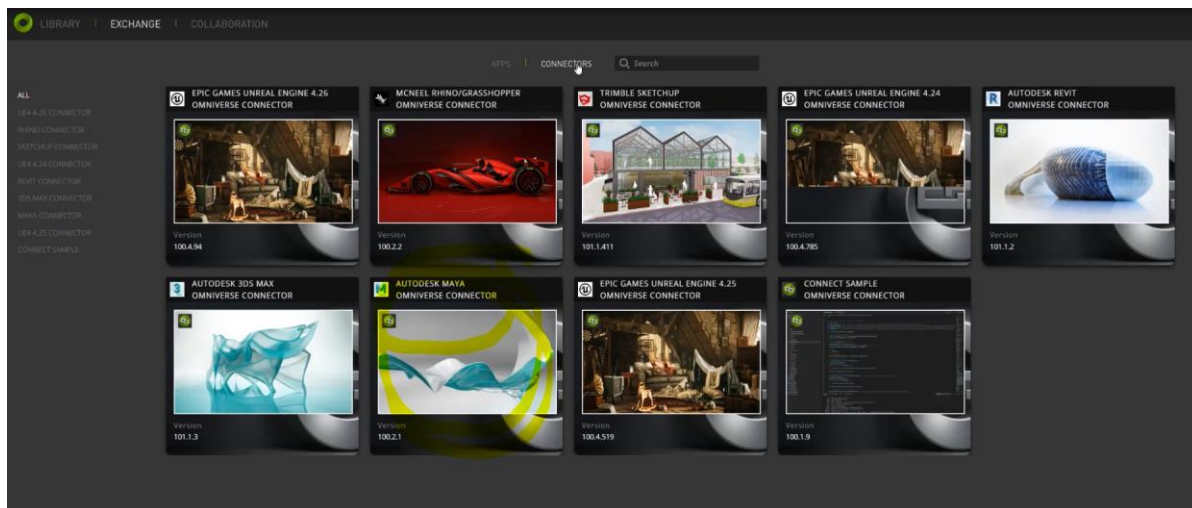 LIBRARY | EXCHANGE | COLLABORATION
APPS | CONNECTORS Search
ALL
UE4 4.26 CONNECTOR
RHINO CONNECTOR
SKETCHUP CONNECTOR
UE4 4.24 CONNECTOR
REVIT CONNECTOR
3DS MAX CONNECTOR
MAYA CONNECTOR
UE4 4.25 CONNECTOR
CONNECT SAMPLE
EPIC GAMES UNREAL ENGINE 4.26
OMNIVERSE CONNECTOR
Version
100.4.94
MCNEEL RHINO/GRASSHOPPER
OMNIVERSE CONNECTOR
Version
100.2.2
TRIMBLE SKETCHUP
OMNIVERSE CONNECTOR
Version
101.1.411
EPIC GAMES UNREAL ENGINE 4.24
OMNIVERSE CONNECTOR
Version
100.4.785
R
AUTODESK REVIT
OMNIVERSE CONNECTOR
Version
101.1.2
3
AUTODESK 3DS MAX
OMNIVERSE CONNECTOR
Version
101.1.3
M
AUTODESK MAYA
OMNIVERSE CONNECTOR
Version
100.2.1
EPIC GAMES UNREAL ENGINE 4.25
OMNIVERSE CONNECTOR
Version
100.4.519
CONNECT SAMPLE
OMNIVERSE CONNECTOR
Version
100.1.9